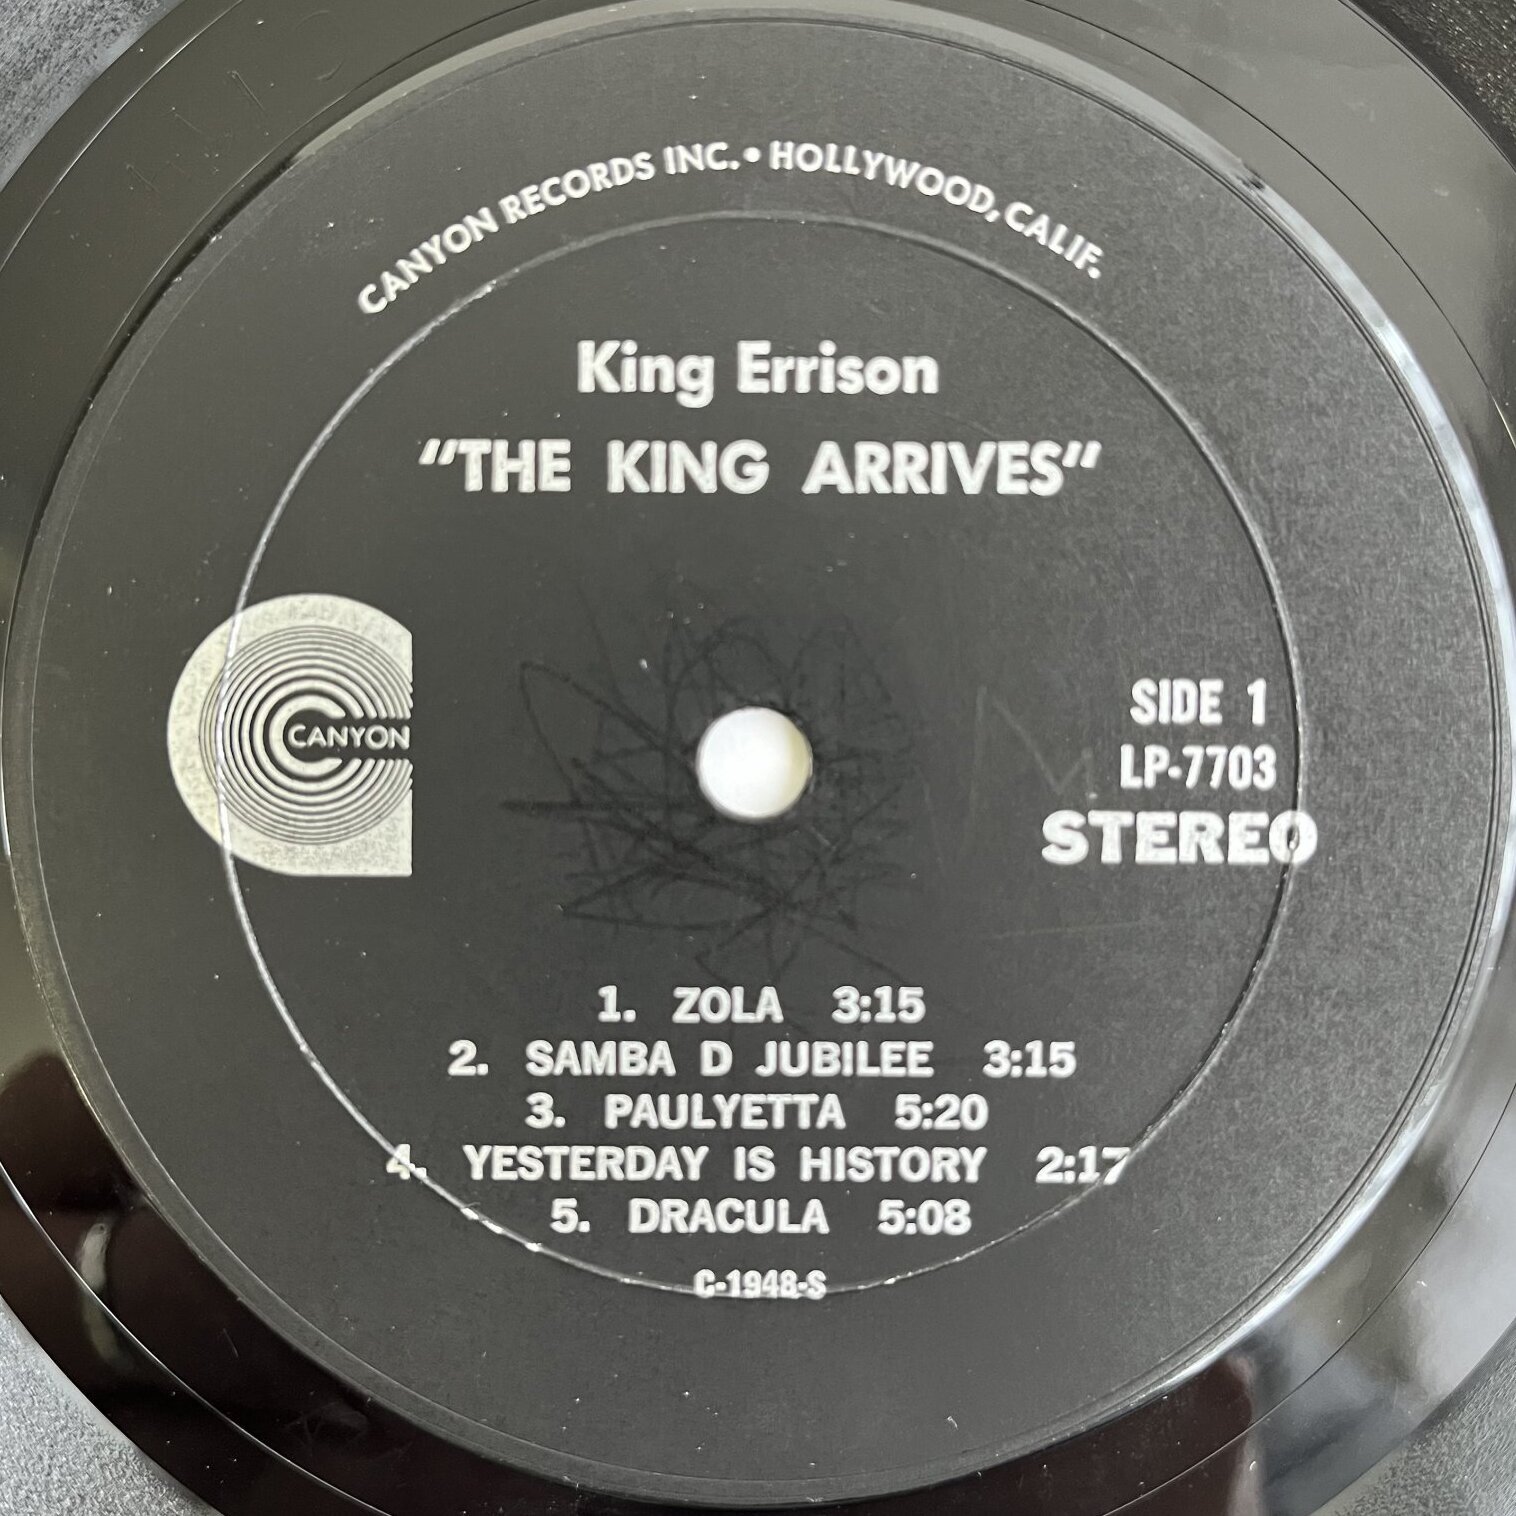 CANYON RECORDS INC. • HOLLYWOOD, CALIF.
King Errison
"THE KING ARRIVES"
CANYON
SIDE 1
LP-7703
STEREO
1. ZOLA 3:15
2. SAMBA D JUBILEE 3:15
3. PAULYETTA 5:20
4. YESTERDAY IS HISTORY 2:17
5. DRACULA 5:08
C-1948-S